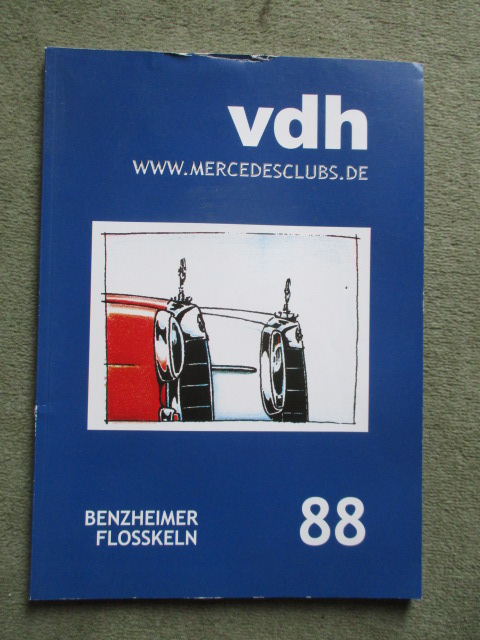 vdh
WWW.MERCEDESCLUBS.DE
BENZHEIMER
FLOSSKELN
88